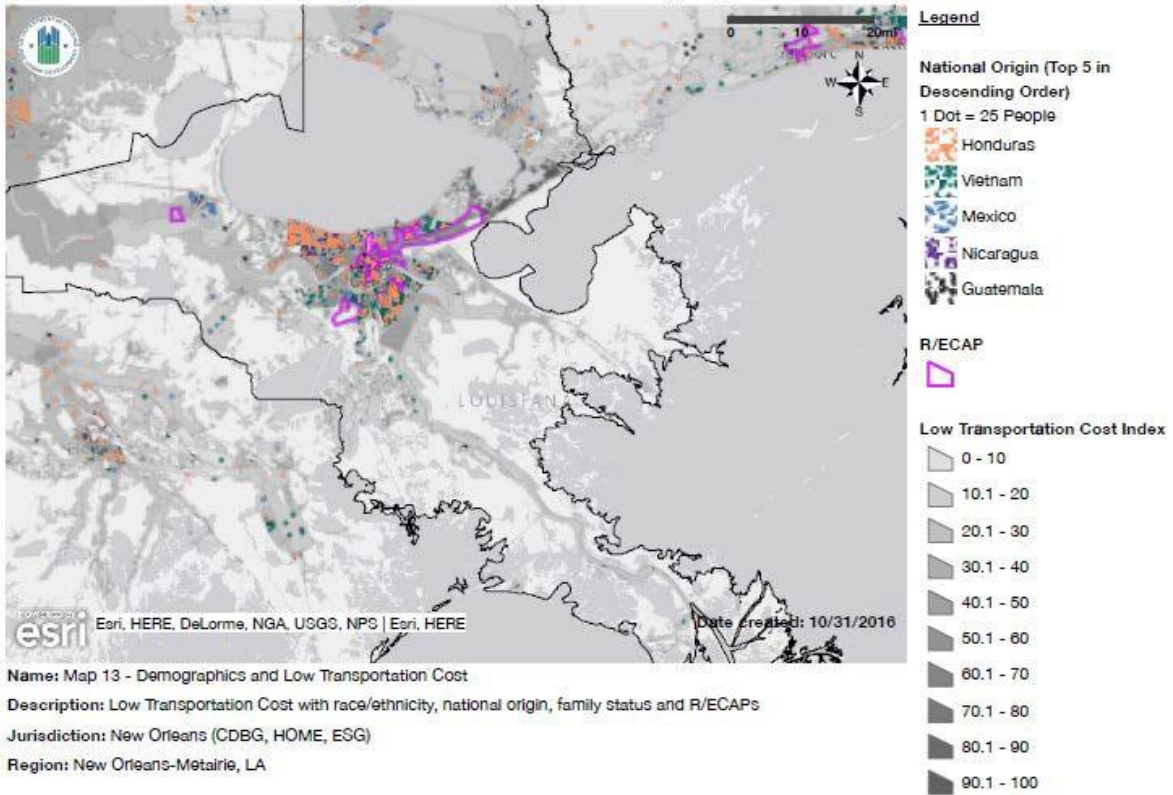 0 10 20mi
N
W E
S
LOUISIANA
POWERED BY
esri
Esri, HERE, DeLorme, NGA, USGS, NPS | Esri, HERE
Date created: 10/31/2016
Name: Map 13 - Demographics and Low Transportation Cost
Description: Low Transportation Cost with race/ethnicity, national origin, family status and R/ECAPs
Jurisdiction: New Orleans (CDBG, HOME, ESG)
Region: New Orleans-Metairie, LA
Legend
National Origin (Top 5 in
Descending Order)
1 Dot = 25 People
Honduras
Vietnam
Mexico
Nicaragua
Guatemala
R/ECAP
Low Transportation Cost Index
0 - 10
10.1 - 20
20.1 - 30
30.1 - 40
40.1 - 50
50.1 - 60
60.1 - 70
70.1 - 80
80.1 - 90
90.1 - 100